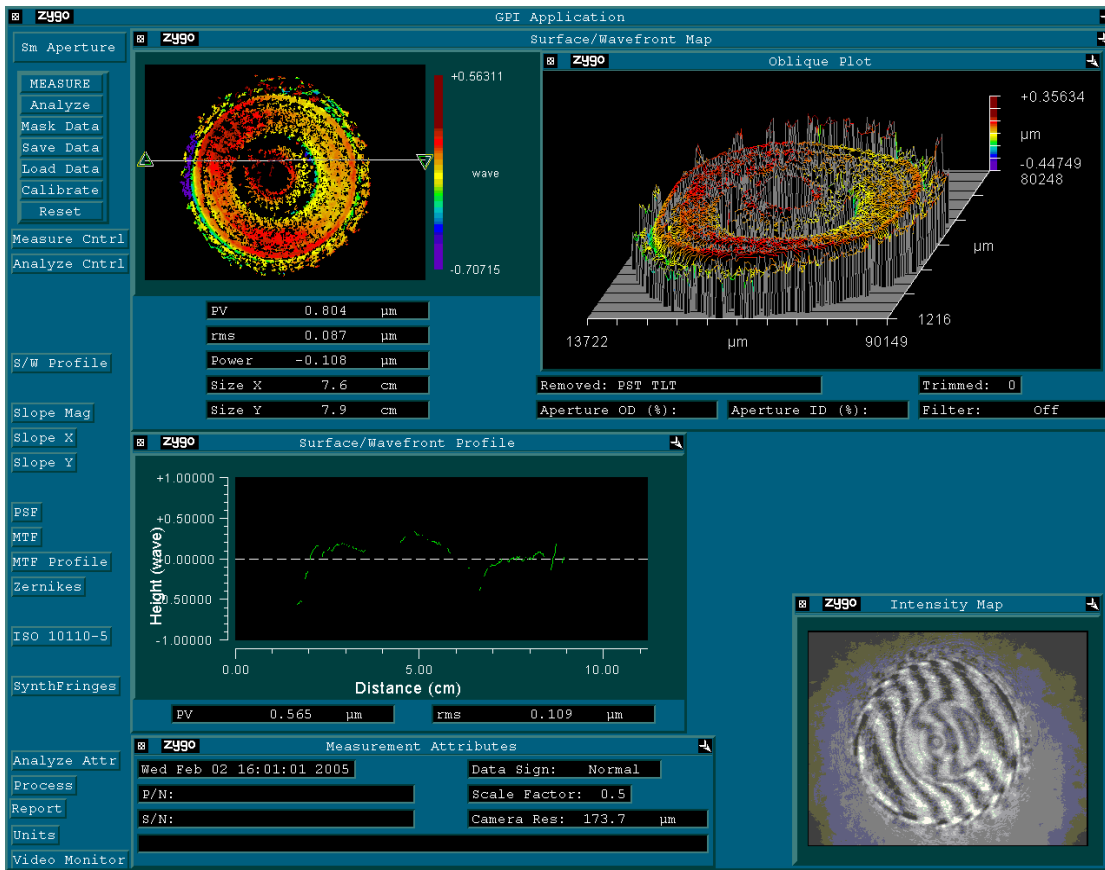 zygo GPI Application
Sm Aperture
MEASURE
Analyze
Mask Data
Save Data
Load Data
Calibrate
Reset
Measure Cntrl
Analyze Cntrl
S/W Profile
Slope Mag
Slope X
Slope Y
PSF
MTF
MTF Profile
Zernikes
ISO 10110-5
SynthFringes
Analyze Attr
Process
Report
Units
Video Monitor
zygo Surface/Wavefront Map
+0.56311
wave
-0.70715
PV 0.804 µm
rms 0.087 µm
Power -0.108 µm
Size X 7.6 cm
Size Y 7.9 cm
zygo Oblique Plot
+0.35634
µm
-0.44749
80248
µm
1216
13722 µm 90149
Removed: PST TLT Trimmed: 0
Aperture OD (%): Aperture ID (%): Filter: Off
zygo Surface/Wavefront Profile
+1.00000
+0.50000
+0.00000
-0.50000
-1.00000
Height (wave)
0.00 5.00 10.00
Distance (cm)
PV 0.565 µm rms 0.109 µm
zygo Measurement Attributes
Wed Feb 02 16:01:01 2005 Data Sign: Normal
P/N: Scale Factor: 0.5
S/N: Camera Res: 173.7 µm
zygo Intensity Map